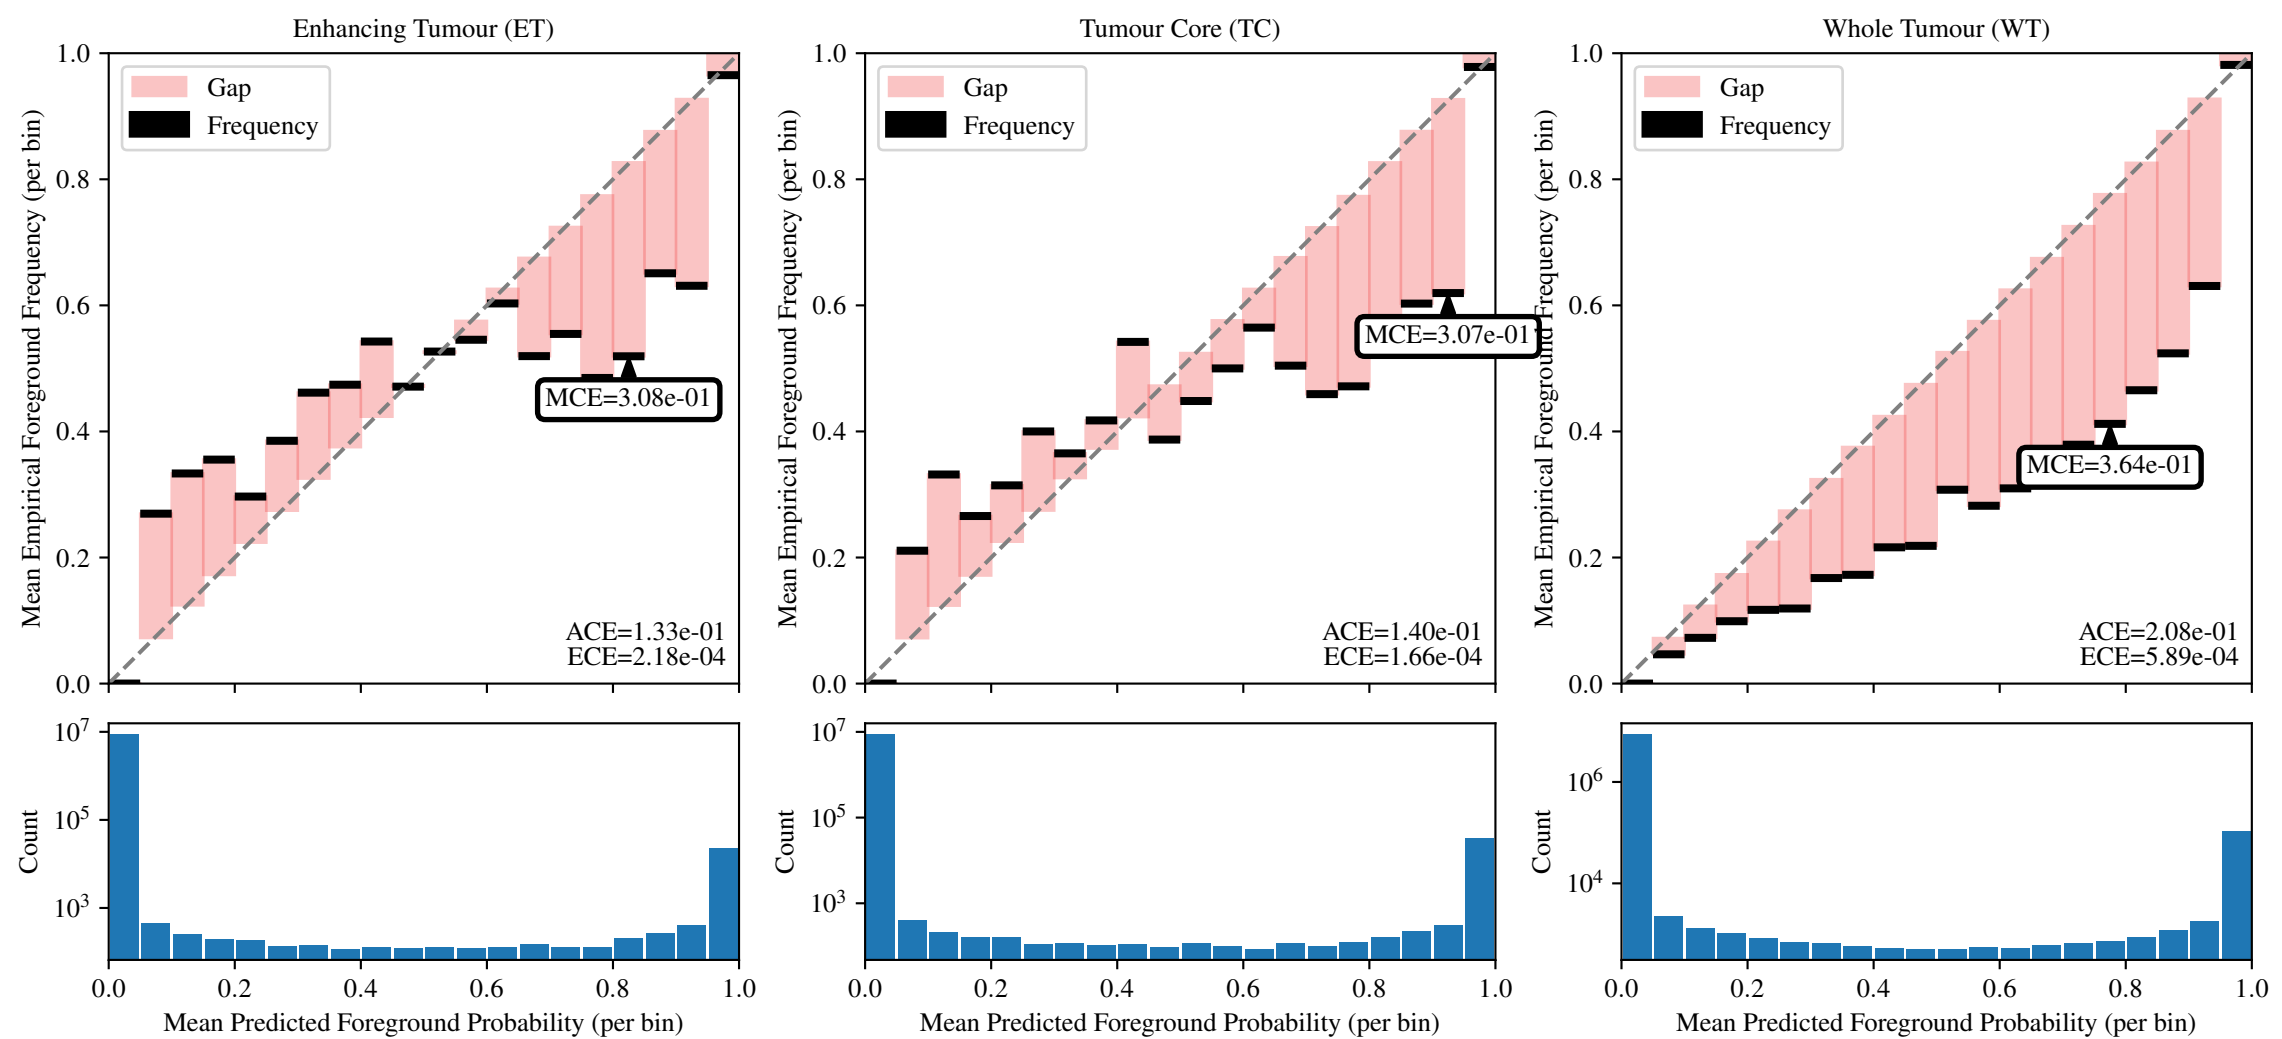 Enhancing Tumour (ET)
Mean Empirical Foreground Frequency (per bin)
1.0
0.8
0.6
0.4
0.2
0.0
Gap
Frequency
MCE=3.08e-01
ACE=1.33e-01
ECE=2.18e-04
Count
10^7
10^5
10^3
0.0 0.2 0.4 0.6 0.8 1.0
Mean Predicted Foreground Probability (per bin)
Tumour Core (TC)
Mean Empirical Foreground Frequency (per bin)
1.0
0.8
0.6
0.4
0.2
0.0
Gap
Frequency
MCE=3.07e-01
ACE=1.40e-01
ECE=1.66e-04
Count
10^7
10^5
10^3
0.0 0.2 0.4 0.6 0.8 1.0
Mean Predicted Foreground Probability (per bin)
Whole Tumour (WT)
Mean Empirical Foreground Frequency (per bin)
1.0
0.8
0.6
0.4
0.2
0.0
Gap
Frequency
MCE=3.64e-01
ACE=2.08e-01
ECE=5.89e-04
Count
10^6
10^4
0.0 0.2 0.4 0.6 0.8 1.0
Mean Predicted Foreground Probability (per bin)